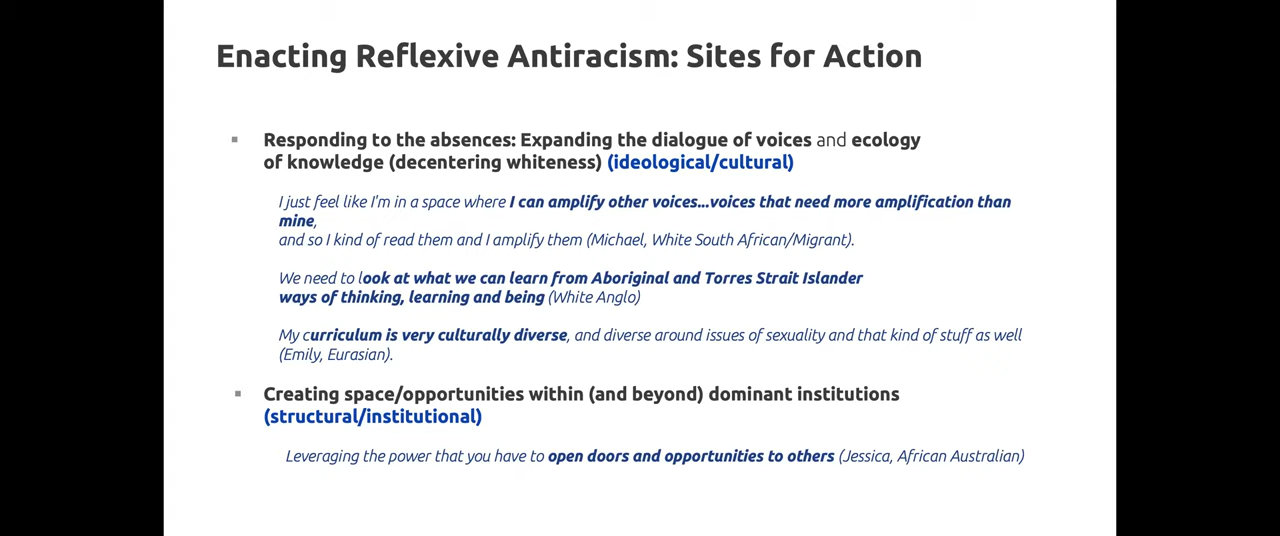 Enacting Reflexive Antiracism: Sites for Action
▪ Responding to the absences: Expanding the dialogue of voices and ecology
of knowledge (decentering whiteness) (ideological/cultural)
I just feel like I'm in a space where I can amplify other voices...voices that need more amplification than
mine,
and so I kind of read them and I amplify them (Michael, White South African/Migrant).
We need to look at what we can learn from Aboriginal and Torres Strait Islander
ways of thinking, learning and being (White Anglo)
My curriculum is very culturally diverse, and diverse around issues of sexuality and that kind of stuff as well
(Emily, Eurasian).
▪ Creating space/opportunities within (and beyond) dominant institutions
(structural/institutional)
Leveraging the power that you have to open doors and opportunities to others (Jessica, African Australian)